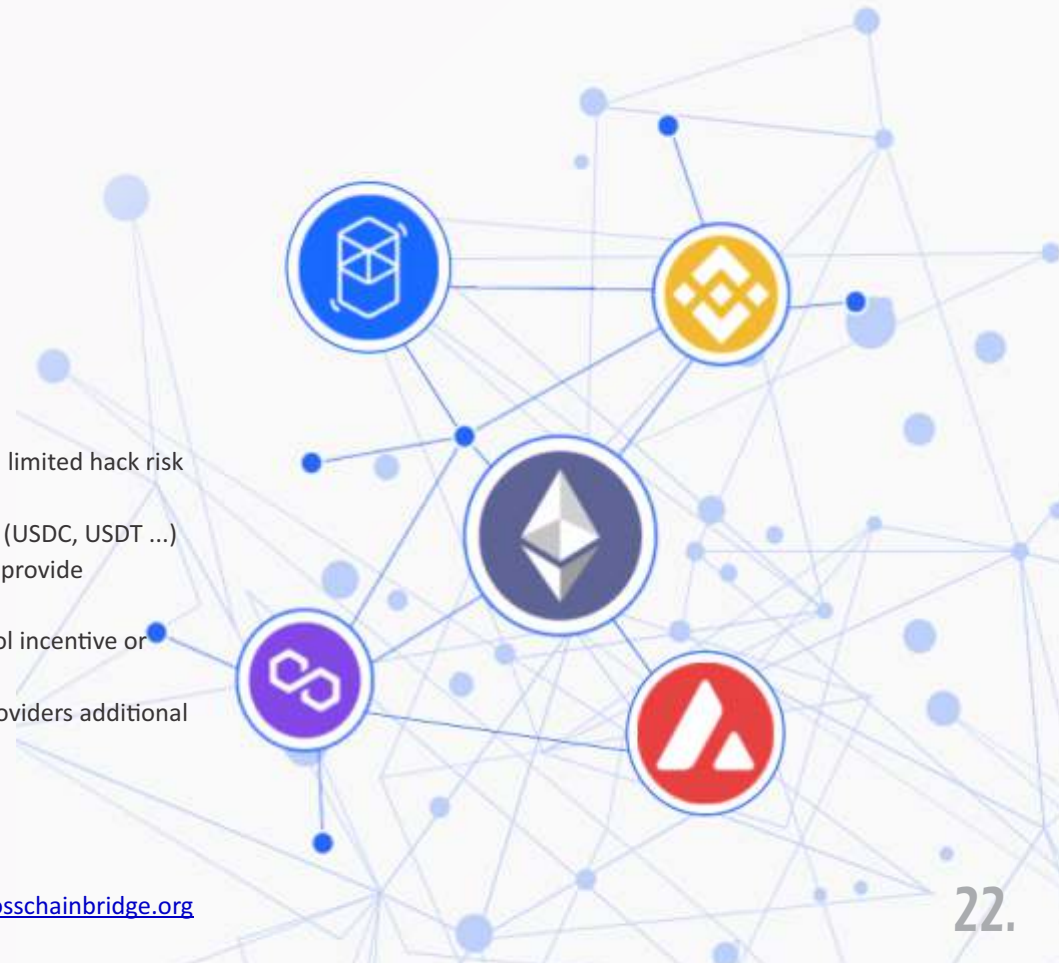 limited hack risk
(USDC, USDT ...)
provide
ol incentive or
oviders additional
osschainbridge.org
22.